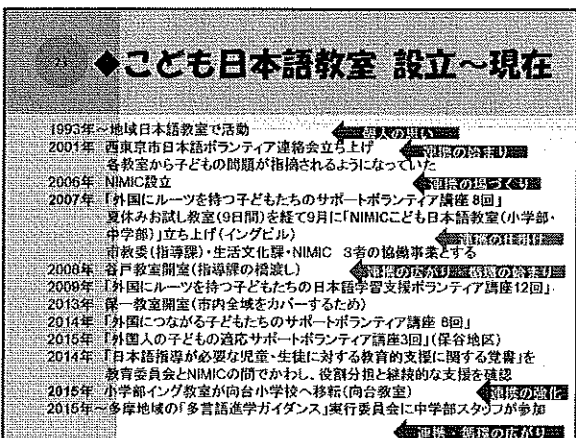 ◆こども日本語教室 設立～現在
1993年～地域日本語教室で活動 個人の思い
2001年 西東京市日本語ボランティア連絡会立ち上げ 連携の始まり
各教室から子どもの問題が指摘されるようになっていた
2006年 NIMIC設立 連携の場づくり
2007年 「外国にルーツを持つ子どもたちのサポートボランティア講座 8回」
夏休みお試し教室(9日間)を経て9月に「NIMICこども日本語教室(小学部・
中学部)」立ち上げ(イングビル) 連携の仕掛け
市教委(指導課)・生活文化課・NIMIC 3者の協働事業とする
2008年 谷戸教室開室(指導課の橋渡し) 連携の広がり・循環の始まり
2009年 「外国にルーツを持つ子どもたちの日本語学習支援ボランティア講座12回」
2013年 保一教室開室(市内全域をカバーするため)
2014年 「外国につながる子どもたちのサポートボランティア講座 6回」
2015年 「外国人の子どもの適応サポートボランティア講座3回」(保谷地区)
2014年 「日本語指導が必要な児童・生徒に対する教育的支援に関する覚書」を
教育委員会とNIMICの間でかわし、役割分担と継続的な支援を確認
2015年 小学部イング教室が向台小学校へ移転(向台教室) 連携の強化
2015年～多摩地域の「多言語進学ガイダンス」実行委員会に中学部スタッフが参加
連携・循環の広がり